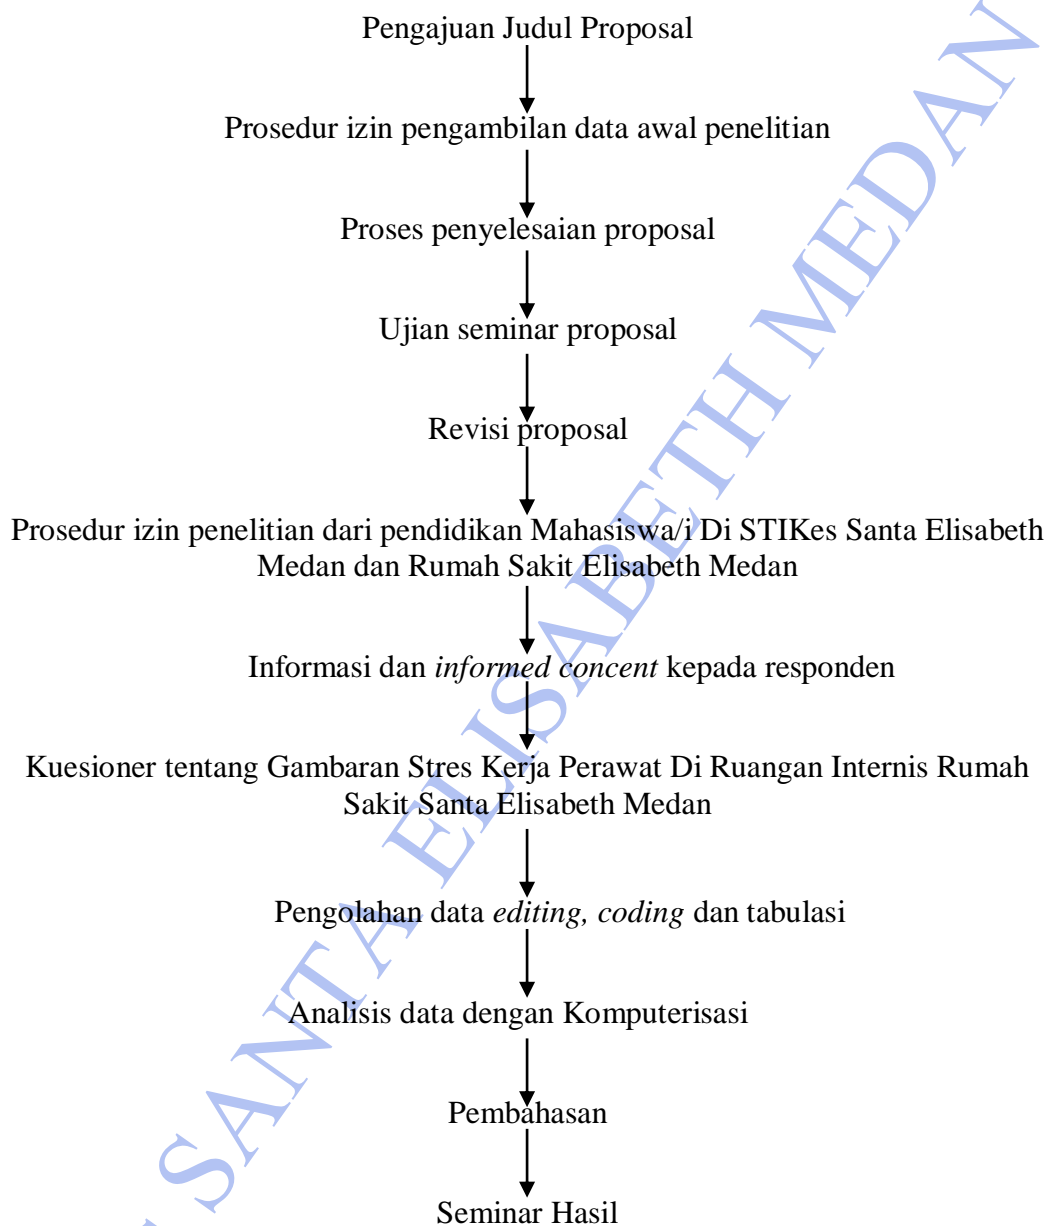 Pengajuan Judul Proposal
Prosedur izin pengambilan data awal penelitian
Proses penyelesaian proposal
Ujian seminar proposal
Revisi proposal
Prosedur izin penelitian dari pendidikan Mahasiswa/i Di STIKes Santa Elisabeth
Medan dan Rumah Sakit Elisabeth Medan
Informasi dan informed concent kepada responden
Kuesioner tentang Gambaran Stres Kerja Perawat Di Ruangan Internis Rumah
Sakit Santa Elisabeth Medan
Pengolahan data editing, coding dan tabulasi
Analisis data dengan Komputerisasi
Pembahasan
Seminar Hasil
SANTA ELISABETH MEDAN